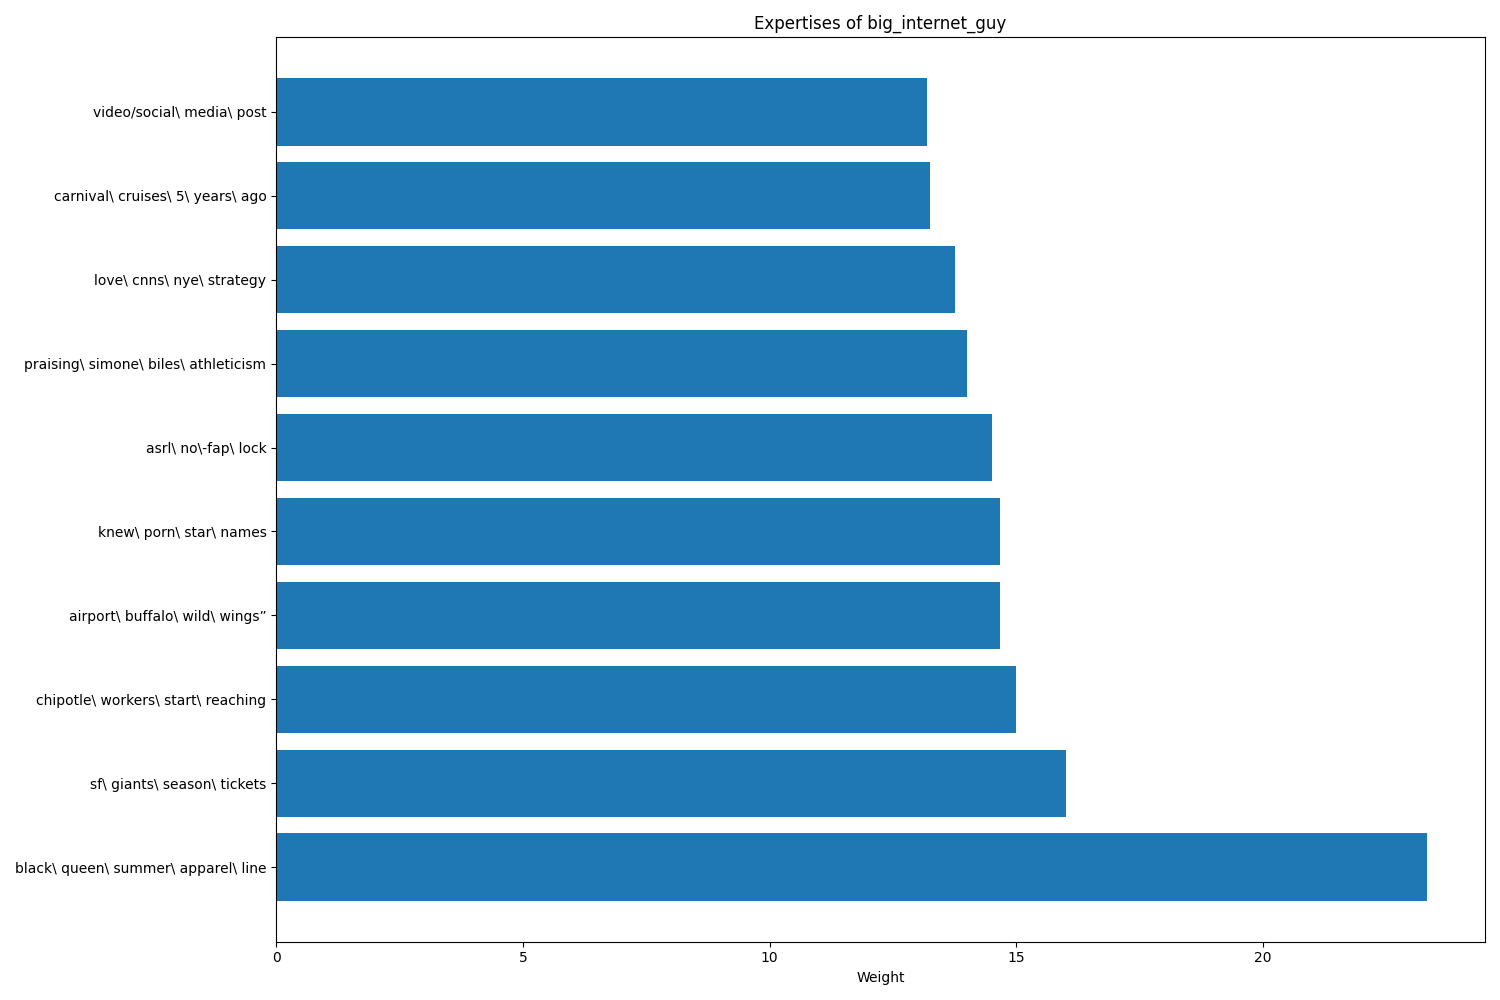 Expertises of big_internet_guy
video/social\ media\ post
carnival\ cruises\ 5\ years\ ago
love\ cnns\ nye\ strategy
praising\ simone\ biles\ athleticism
asrl\ no\-fap\ lock
knew\ porn\ star\ names
airport\ buffalo\ wild\ wings”
chipotle\ workers\ start\ reaching
sf\ giants\ season\ tickets
black\ queen\ summer\ apparel\ line
0 5 10 15 20
Weight